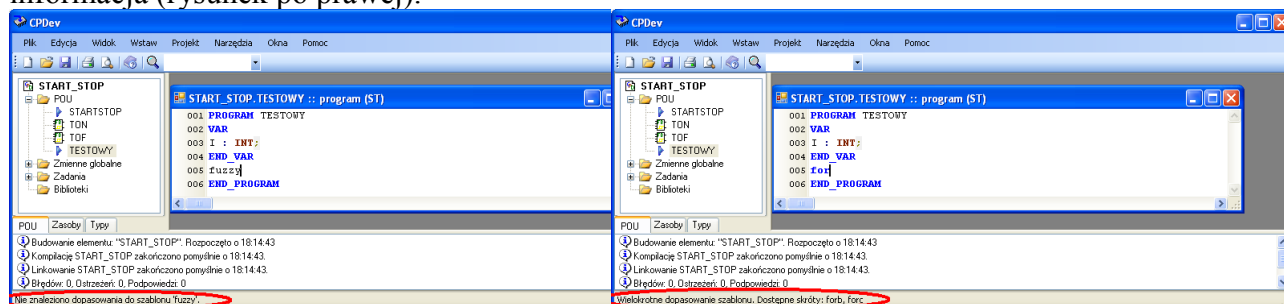 informacja (rysunek po prawej).
CPDev
Plik Edycja Widok Wstaw Projekt Narzędzia Okna Pomoc
START_STOP
POU
STARTSTOP
TON
TOF
TESTOWY
Zmienne globalne
Zadania
Biblioteki
POU Zasoby Typy
START_STOP.TESTOWY :: program (ST)
001 PROGRAM TESTOWY
002 VAR
003 I : INT;
004 END_VAR
005 fuzzy
006 END_PROGRAM
Budowanie elementu: "START_STOP". Rozpoczęto o 18:14:43
Kompilację START_STOP zakończono pomyślnie o 18:14:43.
Linkowanie START_STOP zakończono pomyślnie o 18:14:43.
Błędów: 0, Ostrzeżeń: 0, Podpowiedzi: 0
Nie znaleziono dopasowania do szablonu 'fuzzy'.
CPDev
Plik Edycja Widok Wstaw Projekt Narzędzia Okna Pomoc
START_STOP
POU
STARTSTOP
TON
TOF
TESTOWY
Zmienne globalne
Zadania
Biblioteki
POU Zasoby Typy
START_STOP.TESTOWY :: program (ST)
001 PROGRAM TESTOWY
002 VAR
003 I : INT;
004 END_VAR
005 for
006 END_PROGRAM
Budowanie elementu: "START_STOP". Rozpoczęto o 18:14:43
Kompilację START_STOP zakończono pomyślnie o 18:14:43.
Linkowanie START_STOP zakończono pomyślnie o 18:14:43.
Błędów: 0, Ostrzeżeń: 0, Podpowiedzi: 0
Wielokrotne dopasowanie szablonu. Dostępne skróty: forb, forc